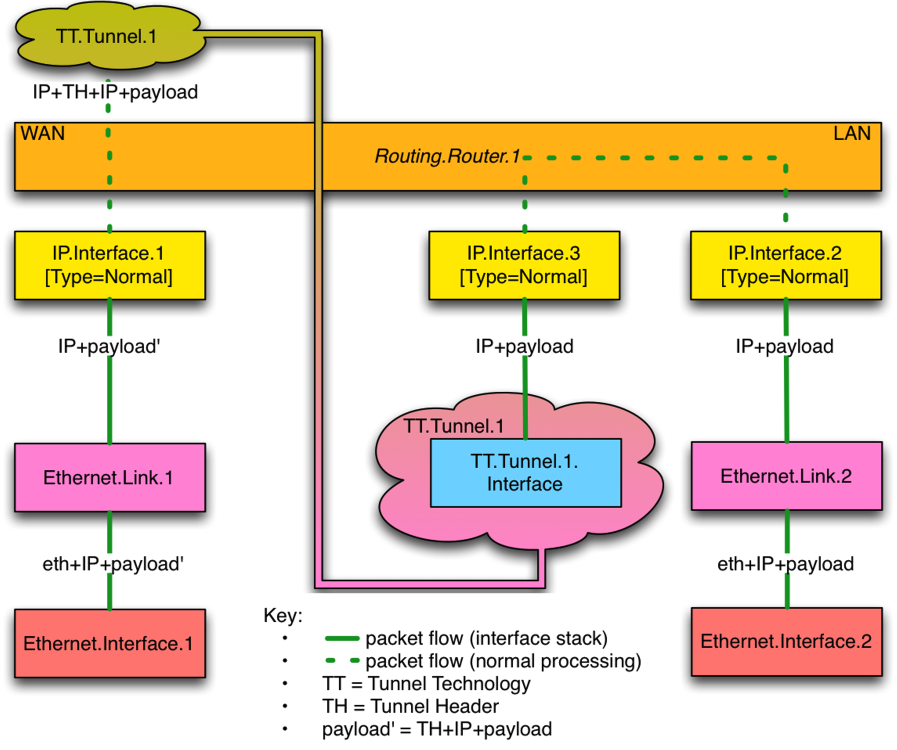 TT.Tunnel.1
IP+TH+IP+payload
WAN
LAN
Routing.Router.1
IP.Interface.1
[Type=Normal]
IP.Interface.3
[Type=Normal]
IP.Interface.2
[Type=Normal]
IP+payload'
IP+payload
IP+payload
TT.Tunnel.1
TT.Tunnel.1.
Interface
Ethernet.Link.1
Ethernet.Link.2
eth+IP+payload'
eth+IP+payload
Ethernet.Interface.1
Ethernet.Interface.2
Key:
• packet flow (interface stack)
• packet flow (normal processing)
• TT = Tunnel Technology
• TH = Tunnel Header
• payload' = TH+IP+payload